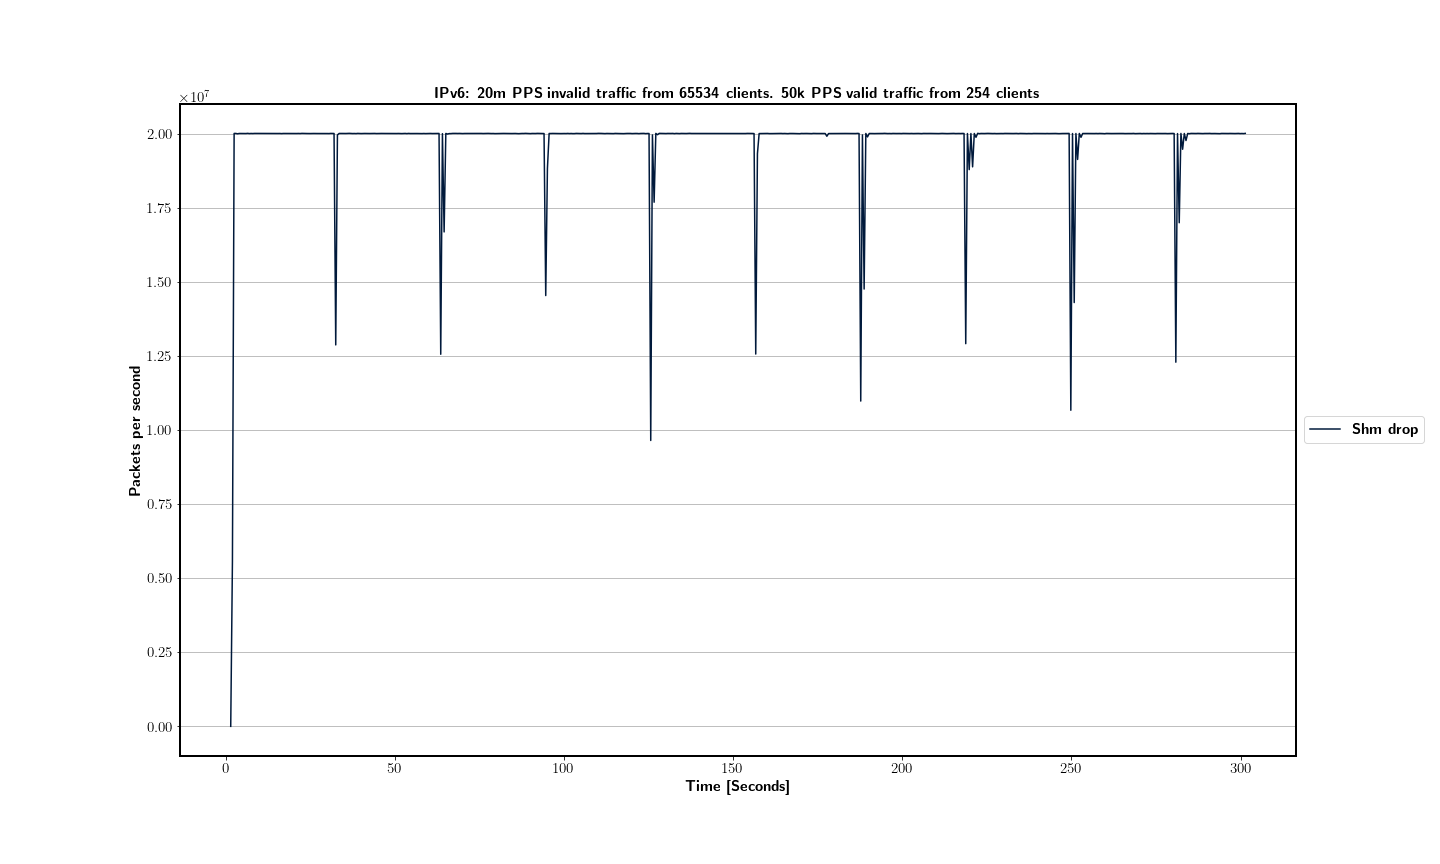 IPv6: 20m PPS invalid traffic from 65534 clients. 50k PPS valid traffic from 254 clients
×10⁷
2.00
1.75
1.50
1.25
1.00
0.75
0.50
0.25
0.00
Packets per second
0 50 100 150 200 250 300
Time [Seconds]
Shm drop